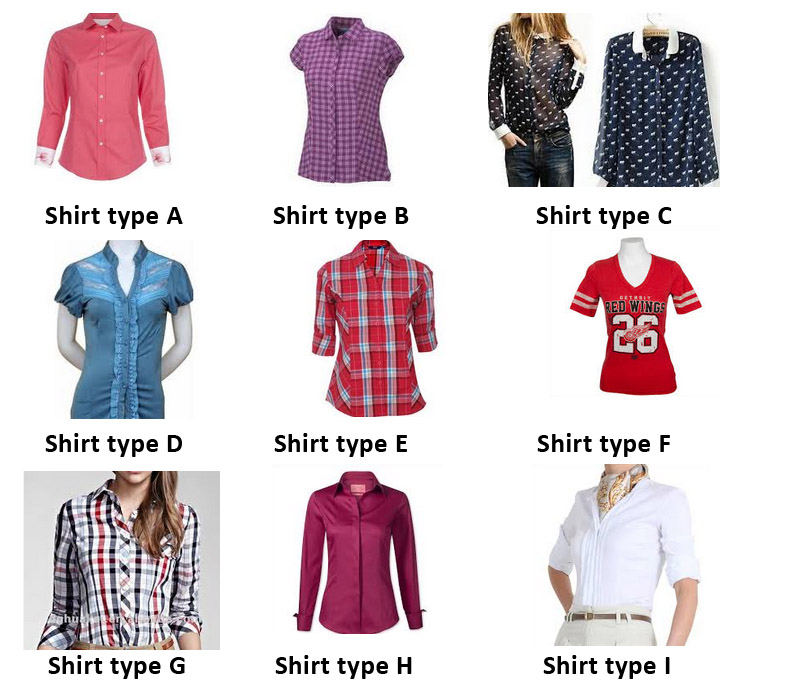 Shirt type A
Shirt type B
Shirt type C
DETROIT
RED WINGS
26
Shirt type D
Shirt type E
Shirt type F
Shirt type G
Shirt type H
Shirt type I